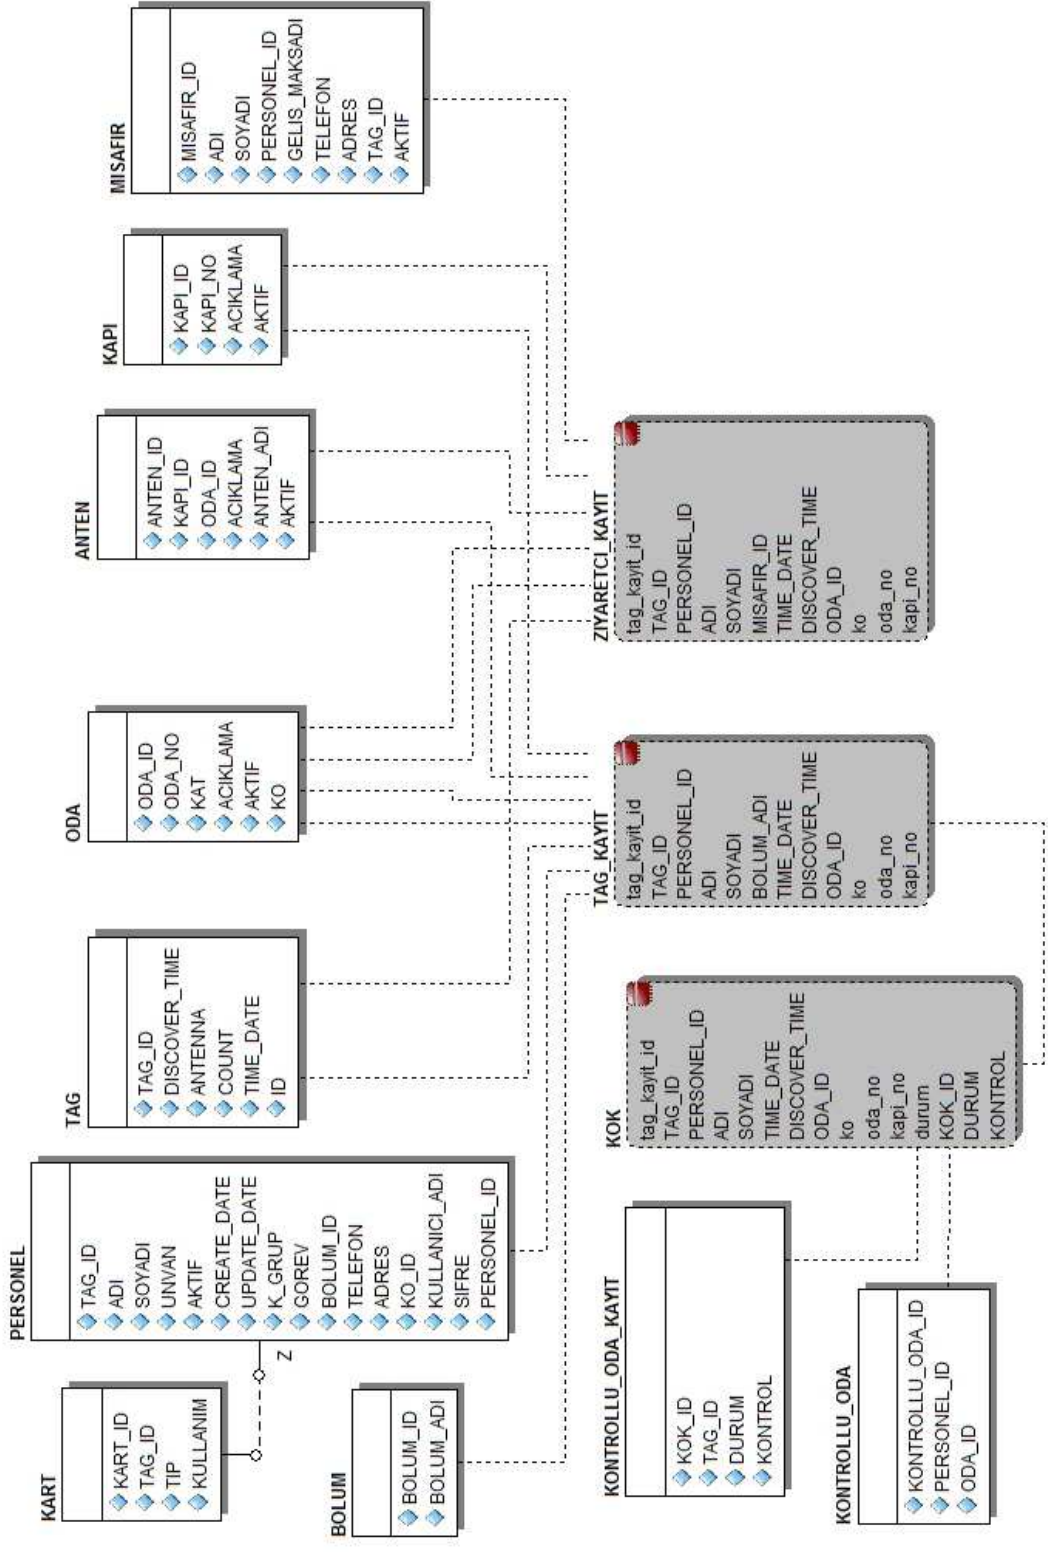 KART
KART_ID
TAG_ID
TIP
KULLANIM
Z
PERSONEL
TAG_ID
ADI
SOYADI
UNVAN
AKTIF
CREATE_DATE
UPDATE_DATE
K_GRUP
GOREV
BOLUM_ID
TELEFON
ADRES
KO_ID
KULLANICI_ADI
SIFRE
PERSONEL_ID
TAG
TAG_ID
DISCOVER_TIME
ANTENNA
COUNT
TIME_DATE
ID
ODA
ODA_ID
ODA_NO
KAT
ACIKLAMA
AKTIF
KO
ANTEN
ANTEN_ID
KAPI_ID
ODA_ID
ACIKLAMA
ANTEN_ADI
AKTIF
KAPI
KAPI_ID
KAPI_NO
ACIKLAMA
AKTIF
MISAFIR
MISAFIR_ID
ADI
SOYADI
PERSONEL_ID
GELIS_MAKSADI
TELEFON
ADRES
TAG_ID
AKTIF
BOLUM
BOLUM_ID
BOLUM_ADI
KONTROLLU_ODA_KAYIT
KOK_ID
TAG_ID
DURUM
KONTROL
KONTROLLU_ODA
KONTROLLU_ODA_ID
PERSONEL_ID
ODA_ID
KOK
tag_kayit_id
TAG_ID
PERSONEL_ID
ADI
SOYADI
TIME_DATE
DISCOVER_TIME
ODA_ID
ko
oda_no
kapi_no
durum
KOK_ID
DURUM
KONTROL
TAG_KAYIT
tag_kayit_id
TAG_ID
PERSONEL_ID
ADI
SOYADI
BOLUM_ADI
TIME_DATE
DISCOVER_TIME
ODA_ID
ko
oda_no
kapi_no
ZIYARETCI_KAYIT
tag_kayit_id
TAG_ID
PERSONEL_ID
ADI
SOYADI
MISAFIR_ID
TIME_DATE
DISCOVER_TIME
ODA_ID
ko
oda_no
kapi_no